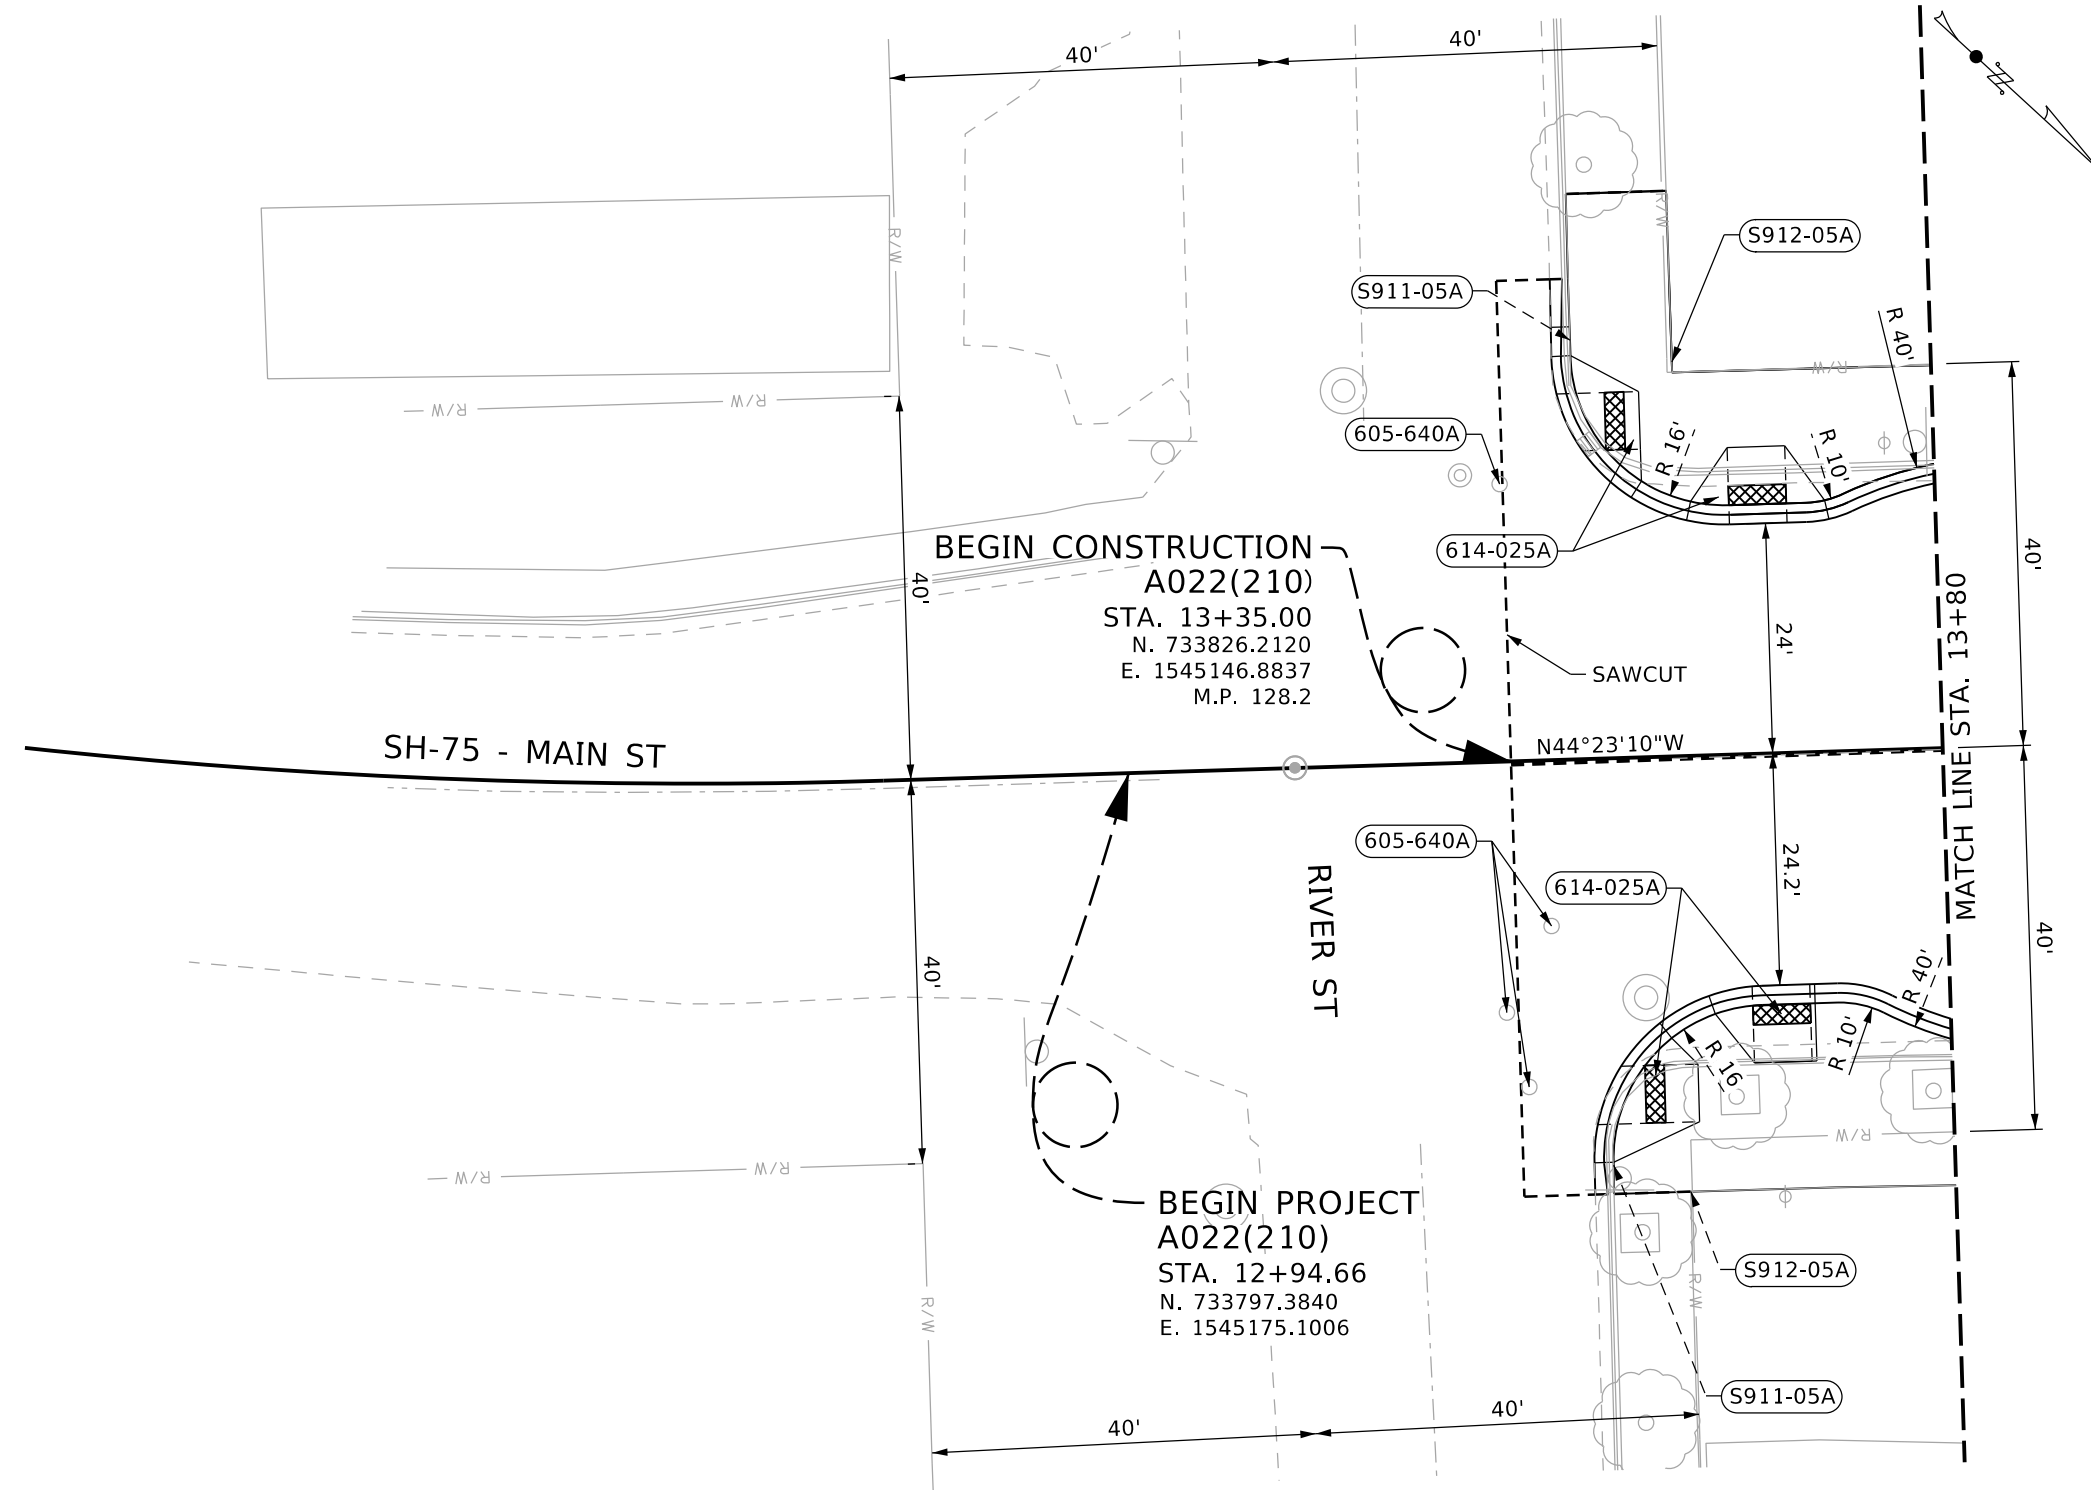 40'
40'
R/W
R/W
S912-05A
S911-05A
R 40'
R/W
R/W
R/W
605-640A
R 16'
R 10'
BEGIN CONSTRUCTION
A022(210)
STA. 13+35.00
N. 733826.2120
E. 1545146.8837
M.P. 128.2
614-025A
40'
40'
24'
SAWCUT
MATCH LINE STA. 13+80
SH-75 - MAIN ST
N44°23'10"W
605-640A
614-025A
24.2'
RIVER ST
40'
40'
R 40'
R 10'
R 16
R/W
R/W
R/W
BEGIN PROJECT
A022(210)
STA. 12+94.66
N. 733797.3840
E. 1545175.1006
S912-05A
R/W
R/W
S911-05A
40'
40'